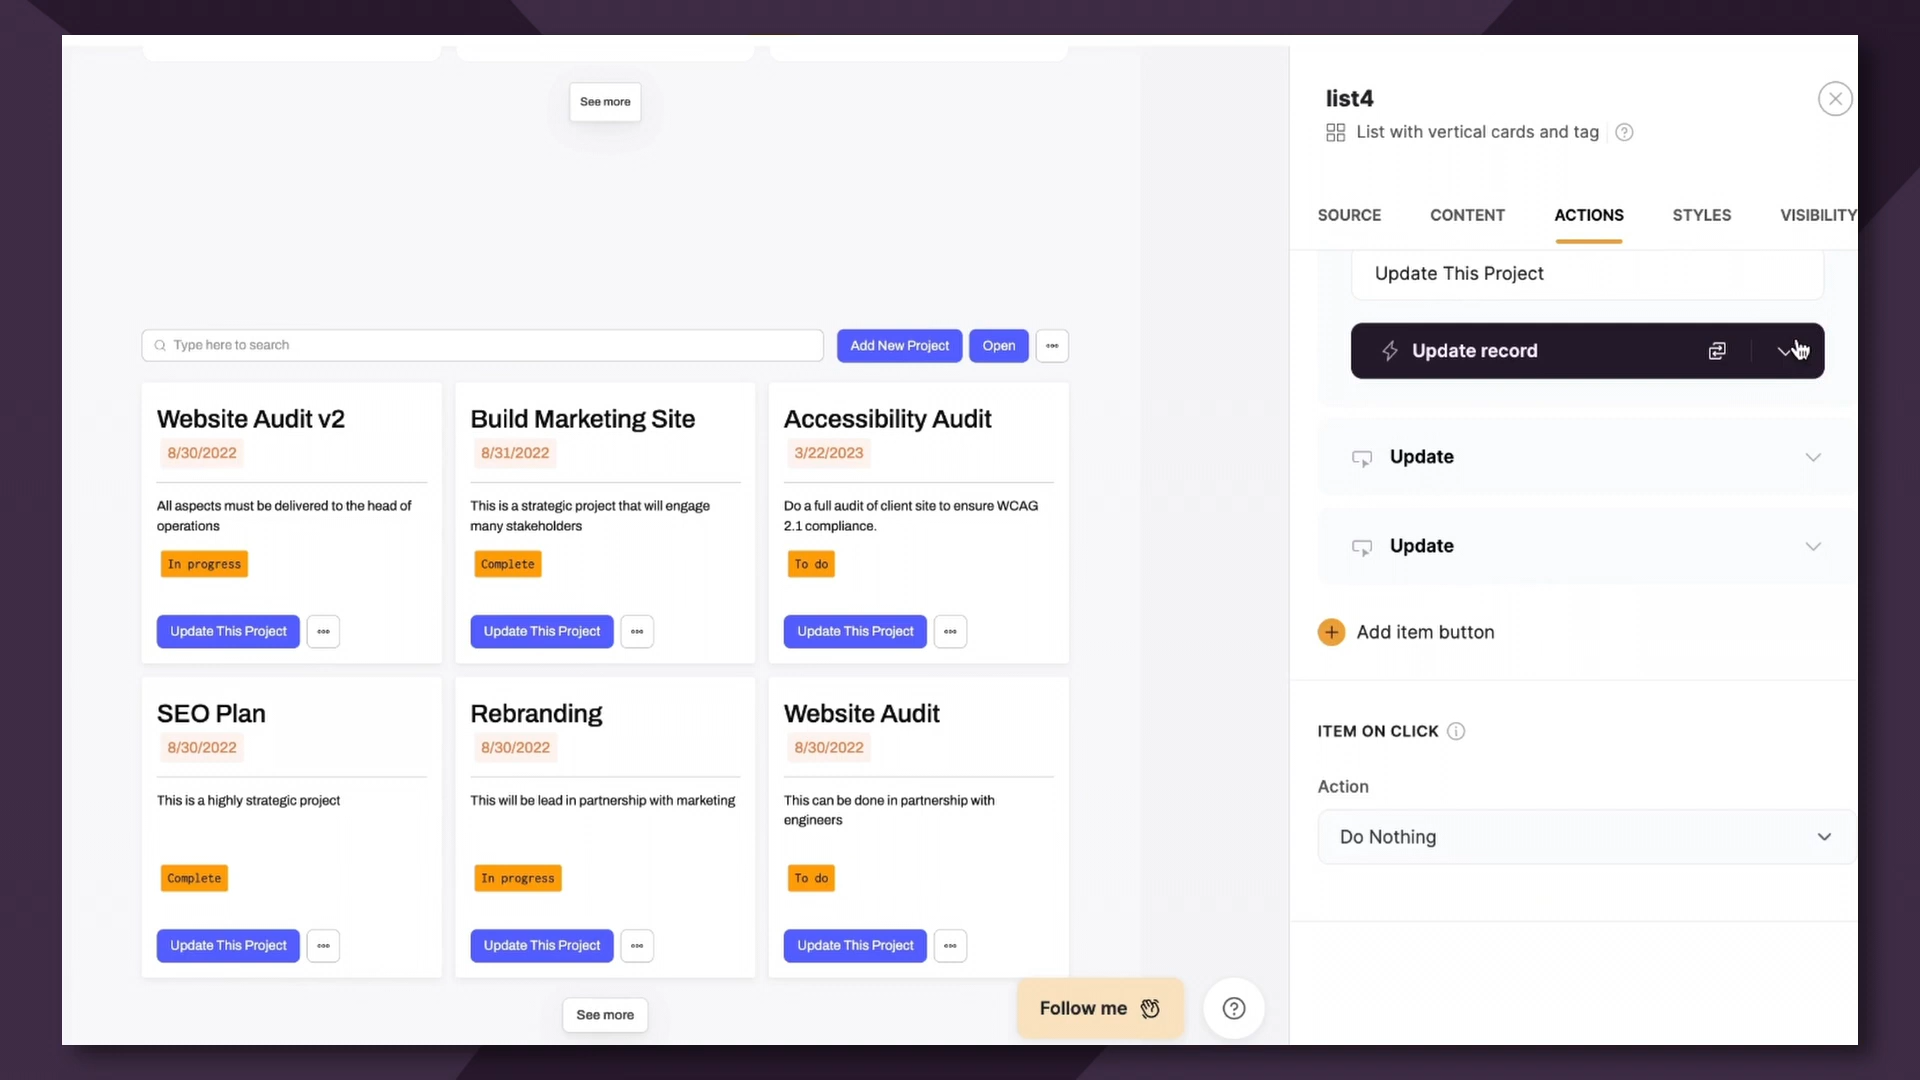 See more
Type here to search
Add New Project
Open
Website Audit v2
8/30/2022
All aspects must be delivered to the head of
operations
In progress
Update This Project
Build Marketing Site
8/31/2022
This is a strategic project that will engage
many stakeholders
Complete
Update This Project
Accessibility Audit
3/22/2023
Do a full audit of client site to ensure WCAG
2.1 compliance.
To do
Update This Project
SEO Plan
8/30/2022
This is a highly strategic project
Complete
Update This Project
Rebranding
8/30/2022
This will be lead in partnership with marketing
In progress
Update This Project
Website Audit
8/30/2022
This can be done in partnership with
engineers
To do
Update This Project
See more
Follow me
list4
List with vertical cards and tag
SOURCE
CONTENT
ACTIONS
STYLES
VISIBILITY
Update This Project
Update record
Update
Update
Add item button
ITEM ON CLICK
Action
Do Nothing